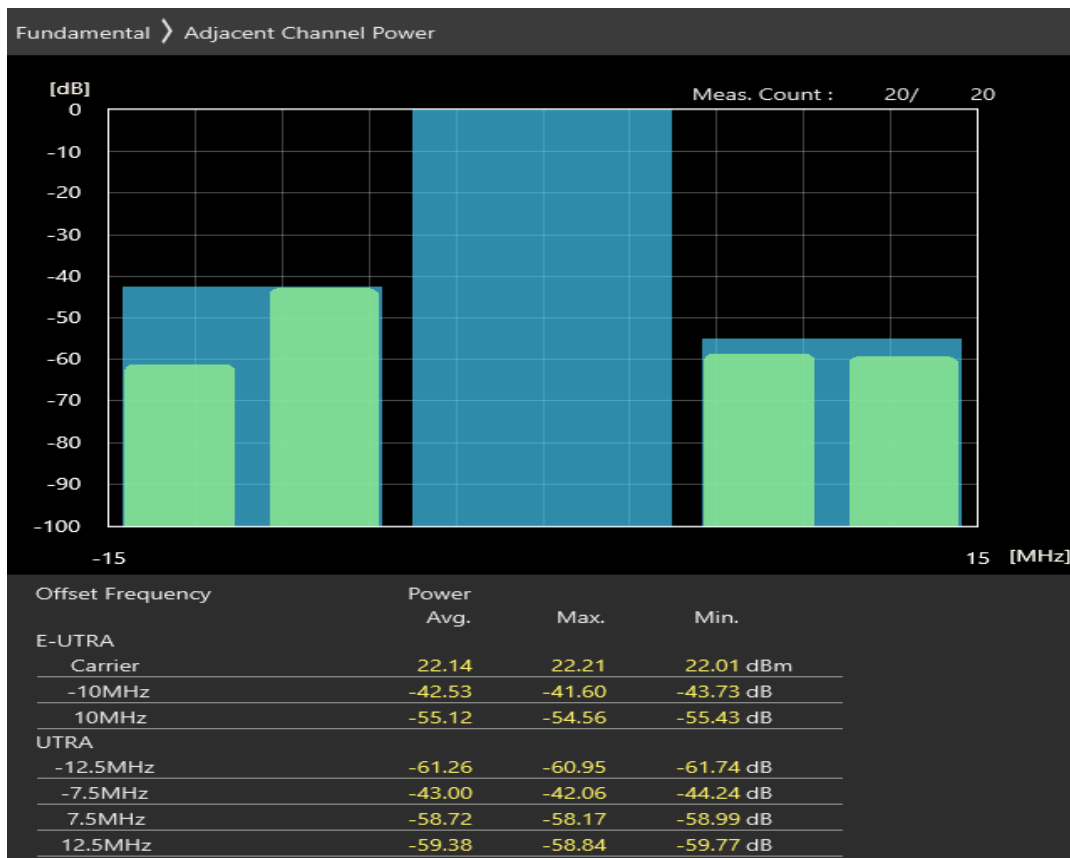 Fundamental 〉 Adjacent Channel Power
[dB]
Meas. Count : 20/ 20
0
-10
-20
-30
-40
-50
-60
-70
-80
-90
-100
-15 15 [MHz]
Offset Frequency Power
Avg. Max. Min.
E-UTRA
Carrier 22.14 22.21 22.01 dBm
-10MHz -42.53 -41.60 -43.73 dB
10MHz -55.12 -54.56 -55.43 dB
UTRA
-12.5MHz -61.26 -60.95 -61.74 dB
-7.5MHz -43.00 -42.06 -44.24 dB
7.5MHz -58.72 -58.17 -58.99 dB
12.5MHz -59.38 -58.84 -59.77 dB